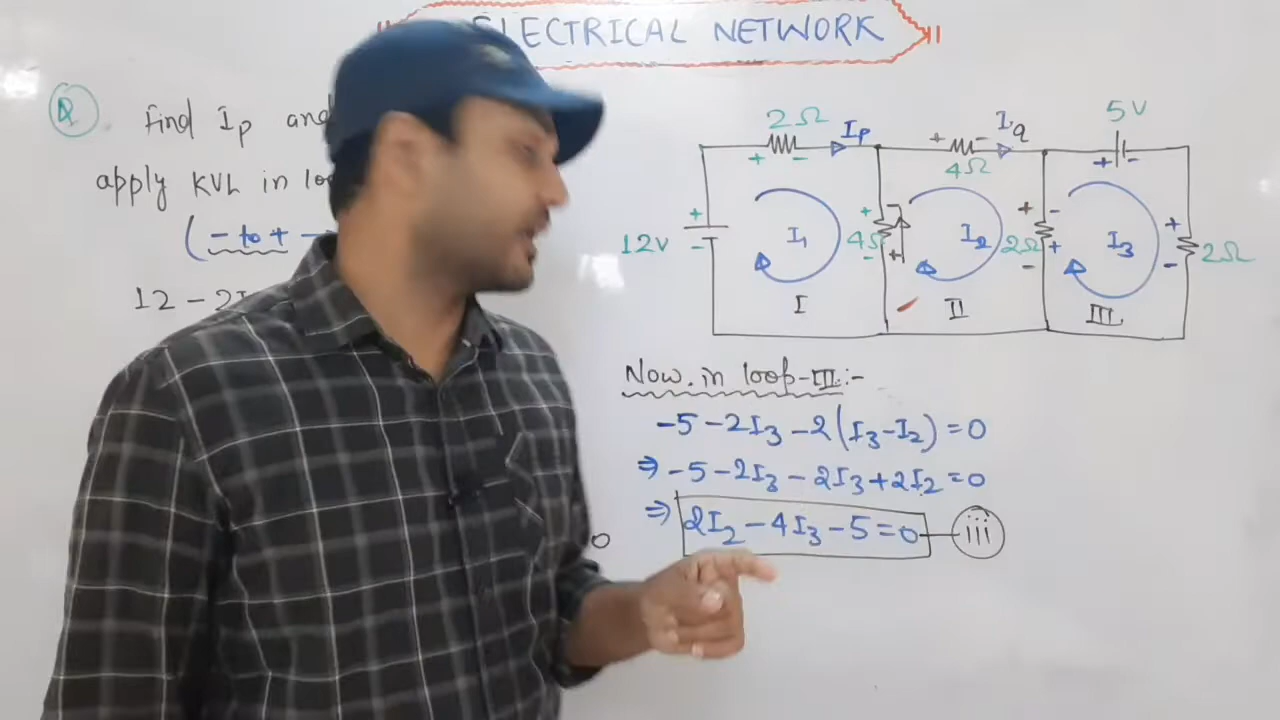 ELECTRICAL NETWORK
Q Find Ip and
apply KVL in
(- to + →
12 - 2I
2Ω Ip + Iq - 5V
+ - 4Ω + -
12V + - I₁ 4Ω + - - + I₂ 2Ω + - - + I₃ + - 2Ω
I II III
Now in loop-III:-
-5 -2I₃ -2(I₃-I₂) = 0
⇒ -5 -2I₃ - 2I₃ + 2I₂ = 0
⇒ 2I₂ - 4I₃ - 5 = 0 — iii
0